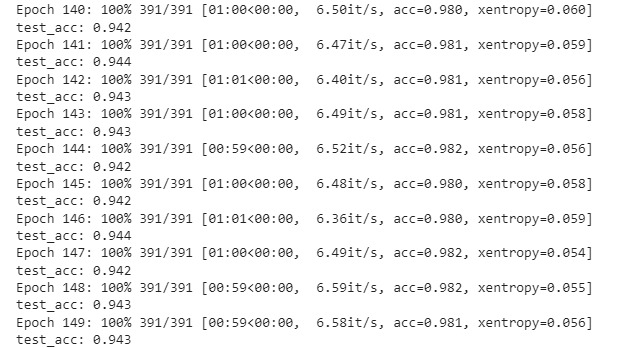 Epoch 140: 100% 391/391 [01:00<00:00,  6.50it/s, acc=0.980, xentropy=0.060]
test_acc: 0.942
Epoch 141: 100% 391/391 [01:00<00:00,  6.47it/s, acc=0.981, xentropy=0.059]
test_acc: 0.944
Epoch 142: 100% 391/391 [01:01<00:00,  6.40it/s, acc=0.981, xentropy=0.056]
test_acc: 0.943
Epoch 143: 100% 391/391 [01:00<00:00,  6.49it/s, acc=0.981, xentropy=0.058]
test_acc: 0.943
Epoch 144: 100% 391/391 [00:59<00:00,  6.52it/s, acc=0.982, xentropy=0.056]
test_acc: 0.942
Epoch 145: 100% 391/391 [01:00<00:00,  6.48it/s, acc=0.980, xentropy=0.058]
test_acc: 0.942
Epoch 146: 100% 391/391 [01:01<00:00,  6.36it/s, acc=0.980, xentropy=0.059]
test_acc: 0.944
Epoch 147: 100% 391/391 [01:00<00:00,  6.49it/s, acc=0.982, xentropy=0.054]
test_acc: 0.942
Epoch 148: 100% 391/391 [00:59<00:00,  6.59it/s, acc=0.982, xentropy=0.055]
test_acc: 0.943
Epoch 149: 100% 391/391 [00:59<00:00,  6.58it/s, acc=0.981, xentropy=0.056]
test_acc: 0.943